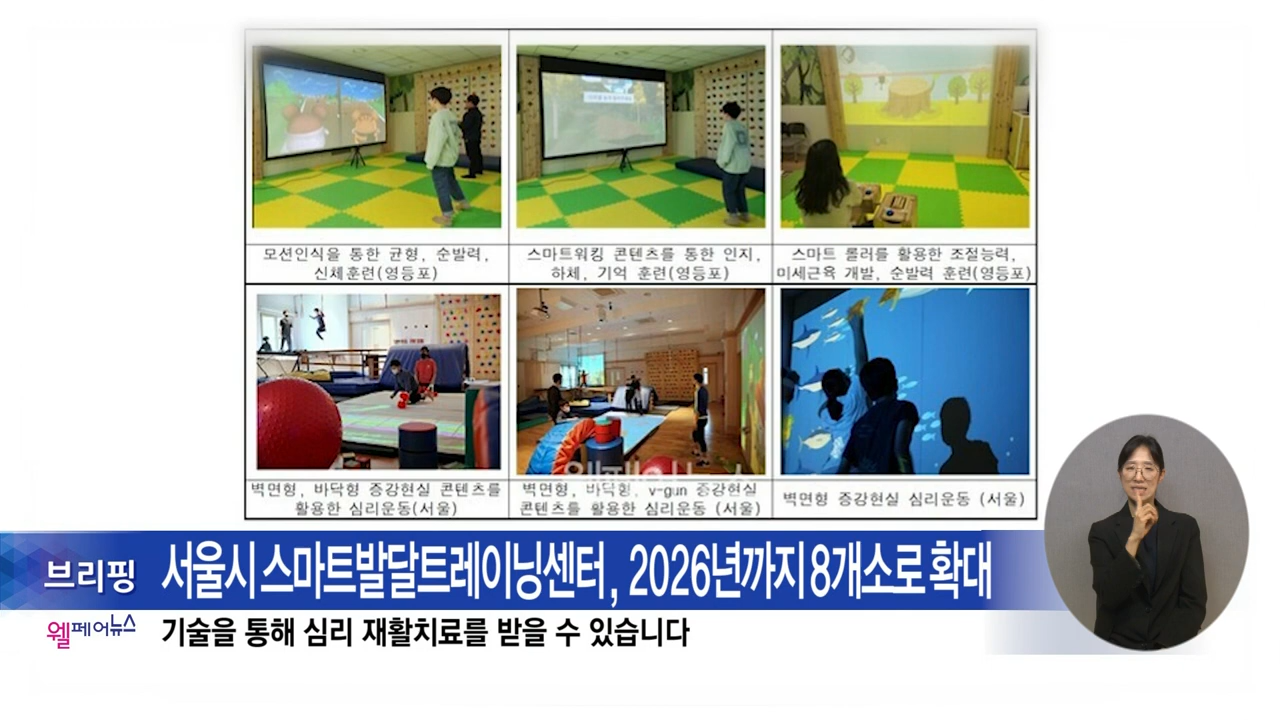 모션인식을 통한 균형, 순발력,
신체훈련(영등포)
스마트워킹 콘텐츠를 통한 인지,
하체, 기억 훈련(영등포)
스마트 롤러를 활용한 조절능력,
미세근육 개발, 순발력 훈련(영등포)
벽면형, 바닥형 증강현실 콘텐츠를
활용한 심리운동(서울)
벽면형, 바닥형, v-gun 증강현실
콘텐츠를 활용한 심리운동 (서울)
벽면형 증강현실 심리운동 (서울)
웰페어뉴스
브리핑
서울시 스마트발달트레이닝센터, 2026년까지 8개소로 확대
웰페어뉴스
기술을 통해 심리 재활치료를 받을 수 있습니다